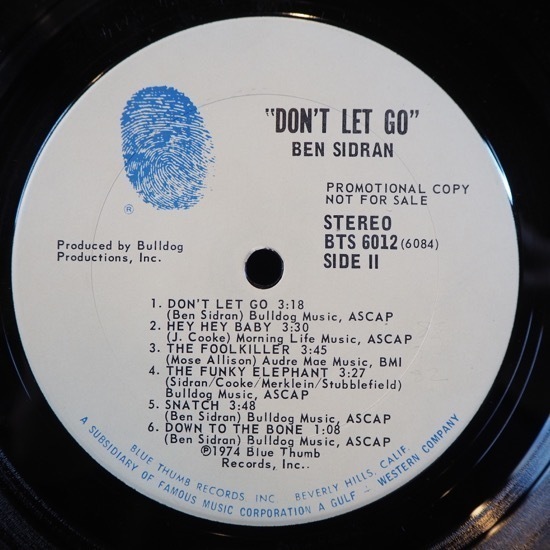 "DON'T LET GO"
BEN SIDRAN
PROMOTIONAL COPY
NOT FOR SALE
STEREO
BTS 6012 (6084)
SIDE II
®
Produced by Bulldog
Productions, Inc.
1. DON'T LET GO 3:18
(Ben Sidran) Bulldog Music, ASCAP
2. HEY HEY BABY 3:30
(J. Cooke) Morning Life Music, ASCAP
3. THE FOOLKILLER 3:45
(Mose Allison) Audre Mae Music, BMI
4. THE FUNKY ELEPHANT 3:27
(Sidran/Cooke/Merklein/Stubblefield)
Bulldog Music, ASCAP
5. SNATCH 3:48
(Ben Sidran) Bulldog Music, ASCAP
6. DOWN TO THE BONE 1:08
(Ben Sidran) Bulldog Music, ASCAP
℗1974 Blue Thumb
Records, Inc..
BLUE THUMB RECORDS INC. BEVERLY HILLS, CALIF.
A SUBSIDIARY OF FAMOUS MUSIC CORPORATION A GULF + WESTERN COMPANY